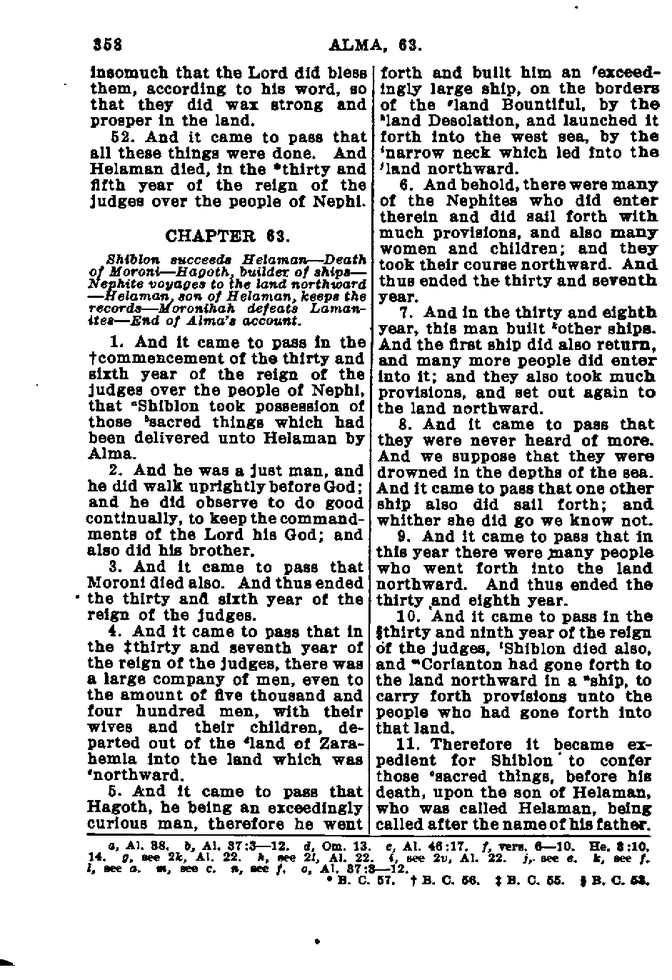 358 ALMA, 63.
insomuch that the Lord did bless
them, according to his word, so
that they did wax strong and
prosper in the land.
52. And it came to pass that
all these things were done. And
Helaman died, in the *thirty and
fifth year of the reign of the
judges over the people of Nephi.
CHAPTER 63.
Shiblon succeeds Helaman—Death
of Moroni—Hagoth, builder of ships—
Nephite voyages to the land northward
—Helaman, son of Helaman, keeps the
records—Moronihah defeats Laman-
ites—End of Alma's account.
1. And it came to pass in the
†commencement of the thirty and
sixth year of the reign of the
judges over the people of Nephi,
that ᵃShiblon took possession of
those ᵇsacred things which had
been delivered unto Helaman by
Alma.
2. And he was a just man, and
he did walk uprightly before God;
and he did observe to do good
continually, to keep the command-
ments of the Lord his God; and
also did his brother.
3. And it came to pass that
Moroni died also. And thus ended
the thirty and sixth year of the
reign of the judges.
4. And it came to pass that in
the ‡thirty and seventh year of
the reign of the judges, there was
a large company of men, even to
the amount of five thousand and
four hundred men, with their
wives and their children, de-
parted out of the ᵈland of Zara-
hemla into the land which was
ᵉnorthward.
5. And it came to pass that
Hagoth, he being an exceedingly
curious man, therefore he went
forth and built him an ᶠexceed-
ingly large ship, on the borders
of the ᵍland Bountiful, by the
ʰland Desolation, and launched it
forth into the west sea, by the
ⁱnarrow neck which led into the
ʲland northward.
6. And behold, there were many
of the Nephites who did enter
therein and did sail forth with
much provisions, and also many
women and children; and they
took their course northward. And
thus ended the thirty and seventh
year.
7. And in the thirty and eighth
year, this man built ᵏother ships.
And the first ship did also return,
and many more people did enter
into it; and they also took much
provisions, and set out again to
the land northward.
8. And it came to pass that
they were never heard of more.
And we suppose that they were
drowned in the depths of the sea.
And it came to pass that one other
ship also did sail forth; and
whither she did go we know not.
9. And it came to pass that in
this year there were many people
who went forth into the land
northward. And thus ended the
thirty and eighth year.
10. And it came to pass in the
§thirty and ninth year of the reign
of the judges, ˡShiblon died also,
and ᵐCorianton had gone forth to
the land northward in a ⁿship, to
carry forth provisions unto the
people who had gone forth into
that land.
11. Therefore it became ex-
pedient for Shiblon to confer
those ᵒsacred things, before his
death, upon the son of Helaman,
who was called Helaman, being
called after the name of his father.
a, Al. 38. b, Al. 37:3—12. d, Om. 13. e, Al. 46:17. f, vers. 6—10. He. 3:10,
14. g, see 2k, Al. 22. h, see 2l, Al. 22. i, see 2v, Al. 22. j, see e. k, see f.
l, see a. m, see c. n, see f. o, Al. 37:3—12.
* B. C. 57. † B. C. 56. ‡ B. C. 55. § B. C. 53.